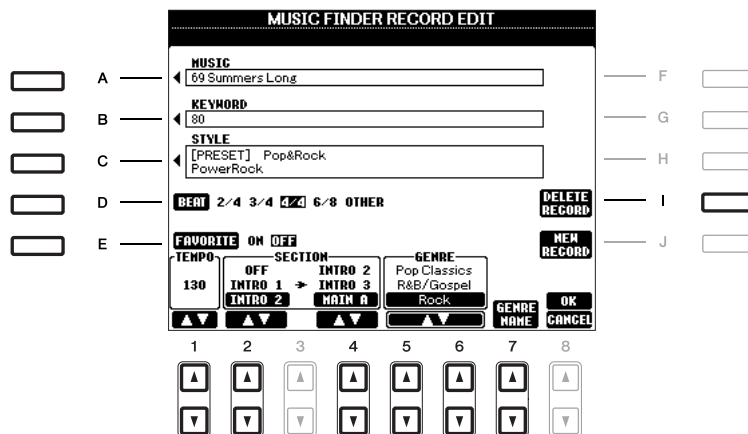 MUSIC FINDER RECORD EDIT
MUSIC
A
69 Summers Long
F
KEYWORD
B
80
G
STYLE
C
[PRESET] Pop&Rock
PowerRock
H
D
BEAT 2/4 3/4 4/4 6/8 OTHER
DELETE
RECORD
I
E
FAVORITE ON OFF
NEW
RECORD
J
TEMPO
130
SECTION
OFF
INTRO 1
INTRO 2
INTRO 2
INTRO 3
MAIN A
GENRE
Pop Classics
R&B/Gospel
Rock
GENRE
NAME
OK
CANCEL
1 2 3 4 5 6 7 8